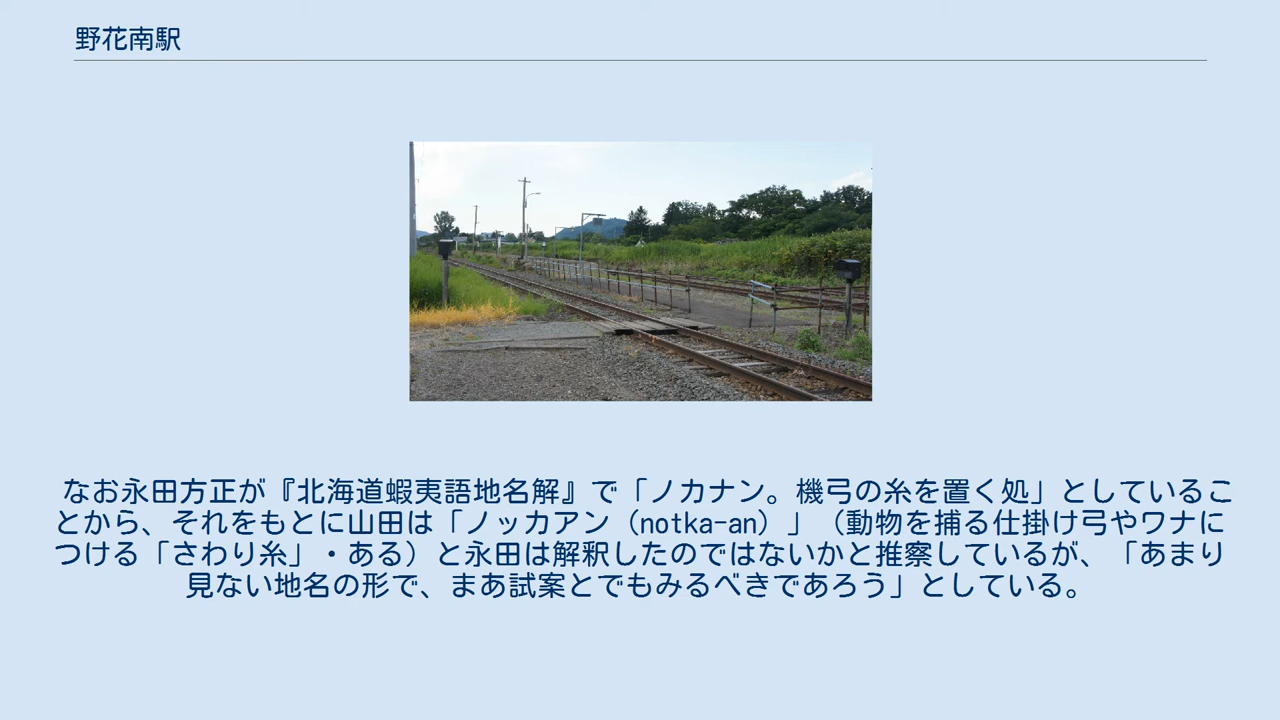 野花南駅
なお永田方正が『北海道蝦夷語地名解』で「ノカナン。機弓の糸を置く処」としているこ
とから、それをもとに山田は「ノッカアン（notka-an）」（動物を捕る仕掛け弓やワナに
つける「さわり糸」・ある）と永田は解釈したのではないかと推察しているが、「あまり
見ない地名の形で、まあ試案とでもみるべきであろう」としている。